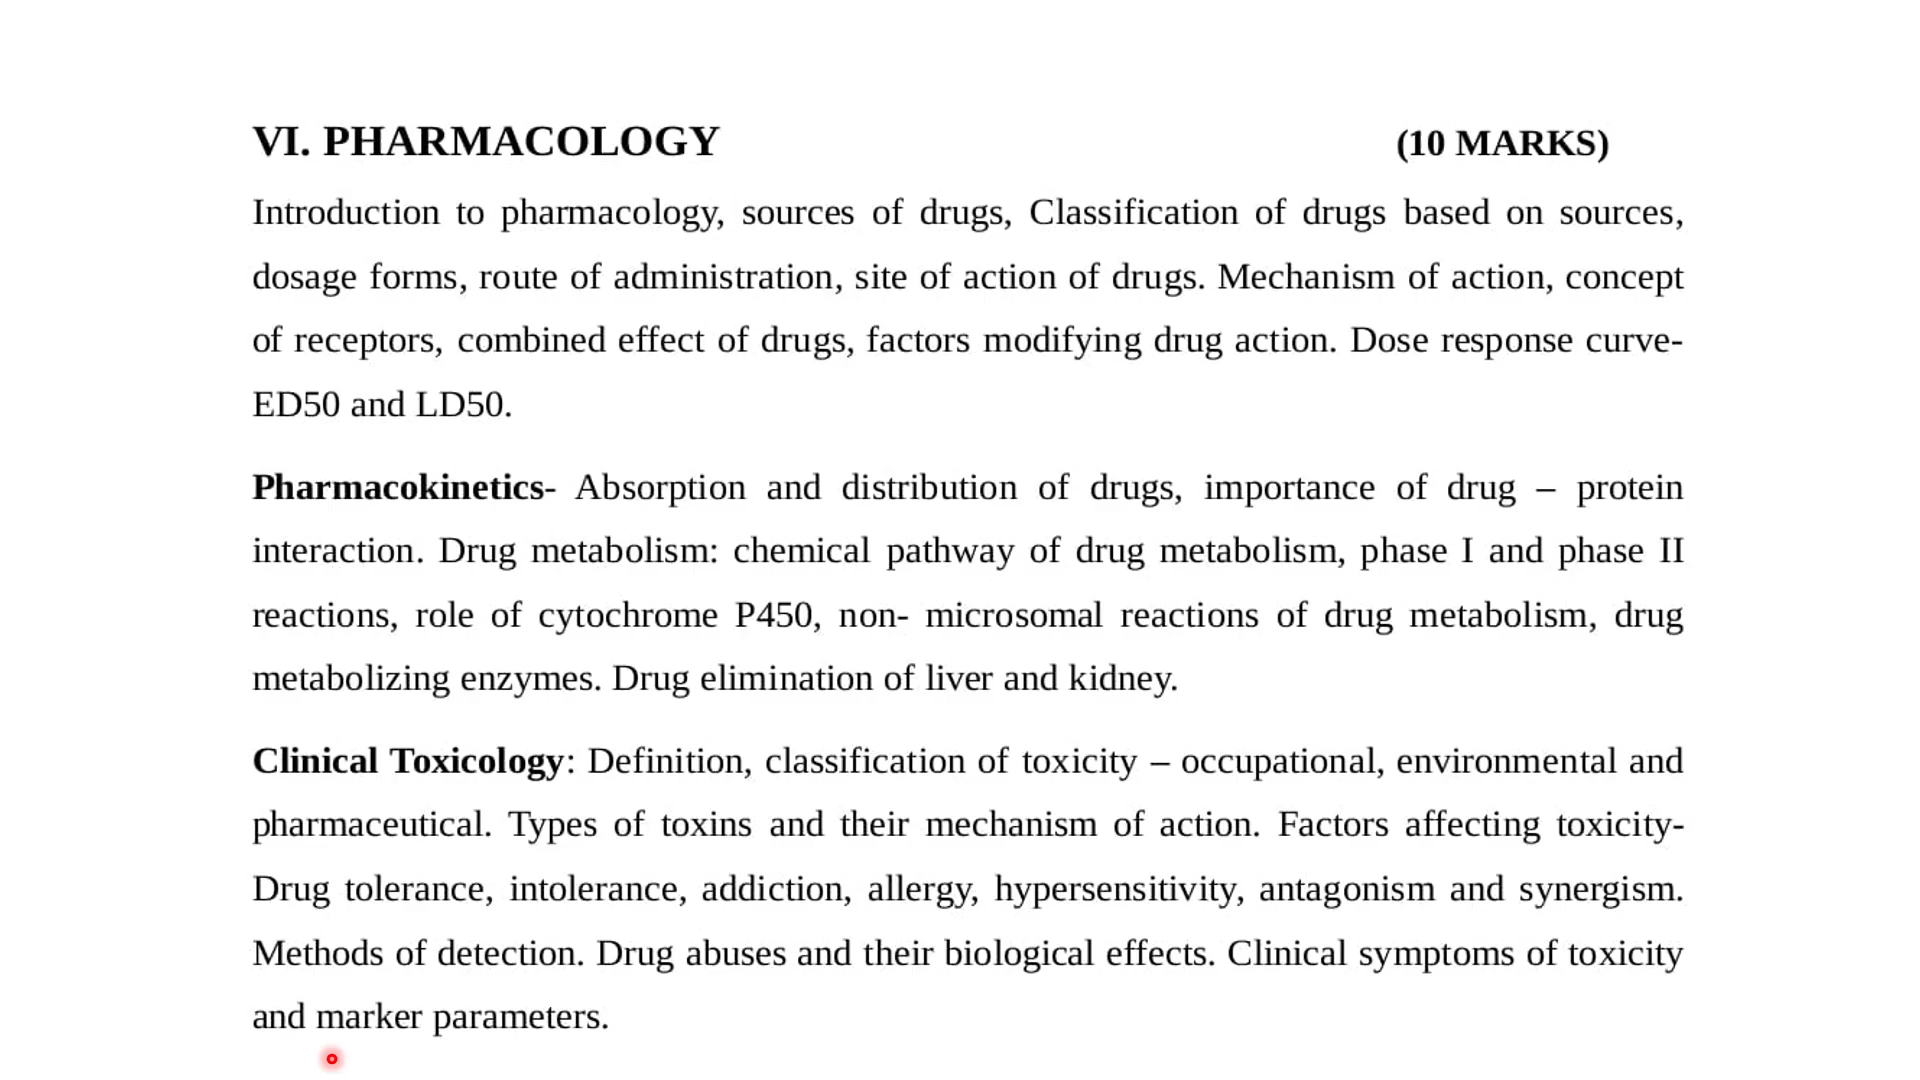 VI. PHARMACOLOGY (10 MARKS)
Introduction to pharmacology, sources of drugs, Classification of drugs based on sources,
dosage forms, route of administration, site of action of drugs. Mechanism of action, concept
of receptors, combined effect of drugs, factors modifying drug action. Dose response curve-
ED50 and LD50.
Pharmacokinetics- Absorption and distribution of drugs, importance of drug – protein
interaction. Drug metabolism: chemical pathway of drug metabolism, phase I and phase II
reactions, role of cytochrome P450, non- microsomal reactions of drug metabolism, drug
metabolizing enzymes. Drug elimination of liver and kidney.
Clinical Toxicology: Definition, classification of toxicity – occupational, environmental and
pharmaceutical. Types of toxins and their mechanism of action. Factors affecting toxicity-
Drug tolerance, intolerance, addiction, allergy, hypersensitivity, antagonism and synergism.
Methods of detection. Drug abuses and their biological effects. Clinical symptoms of toxicity
and marker parameters.